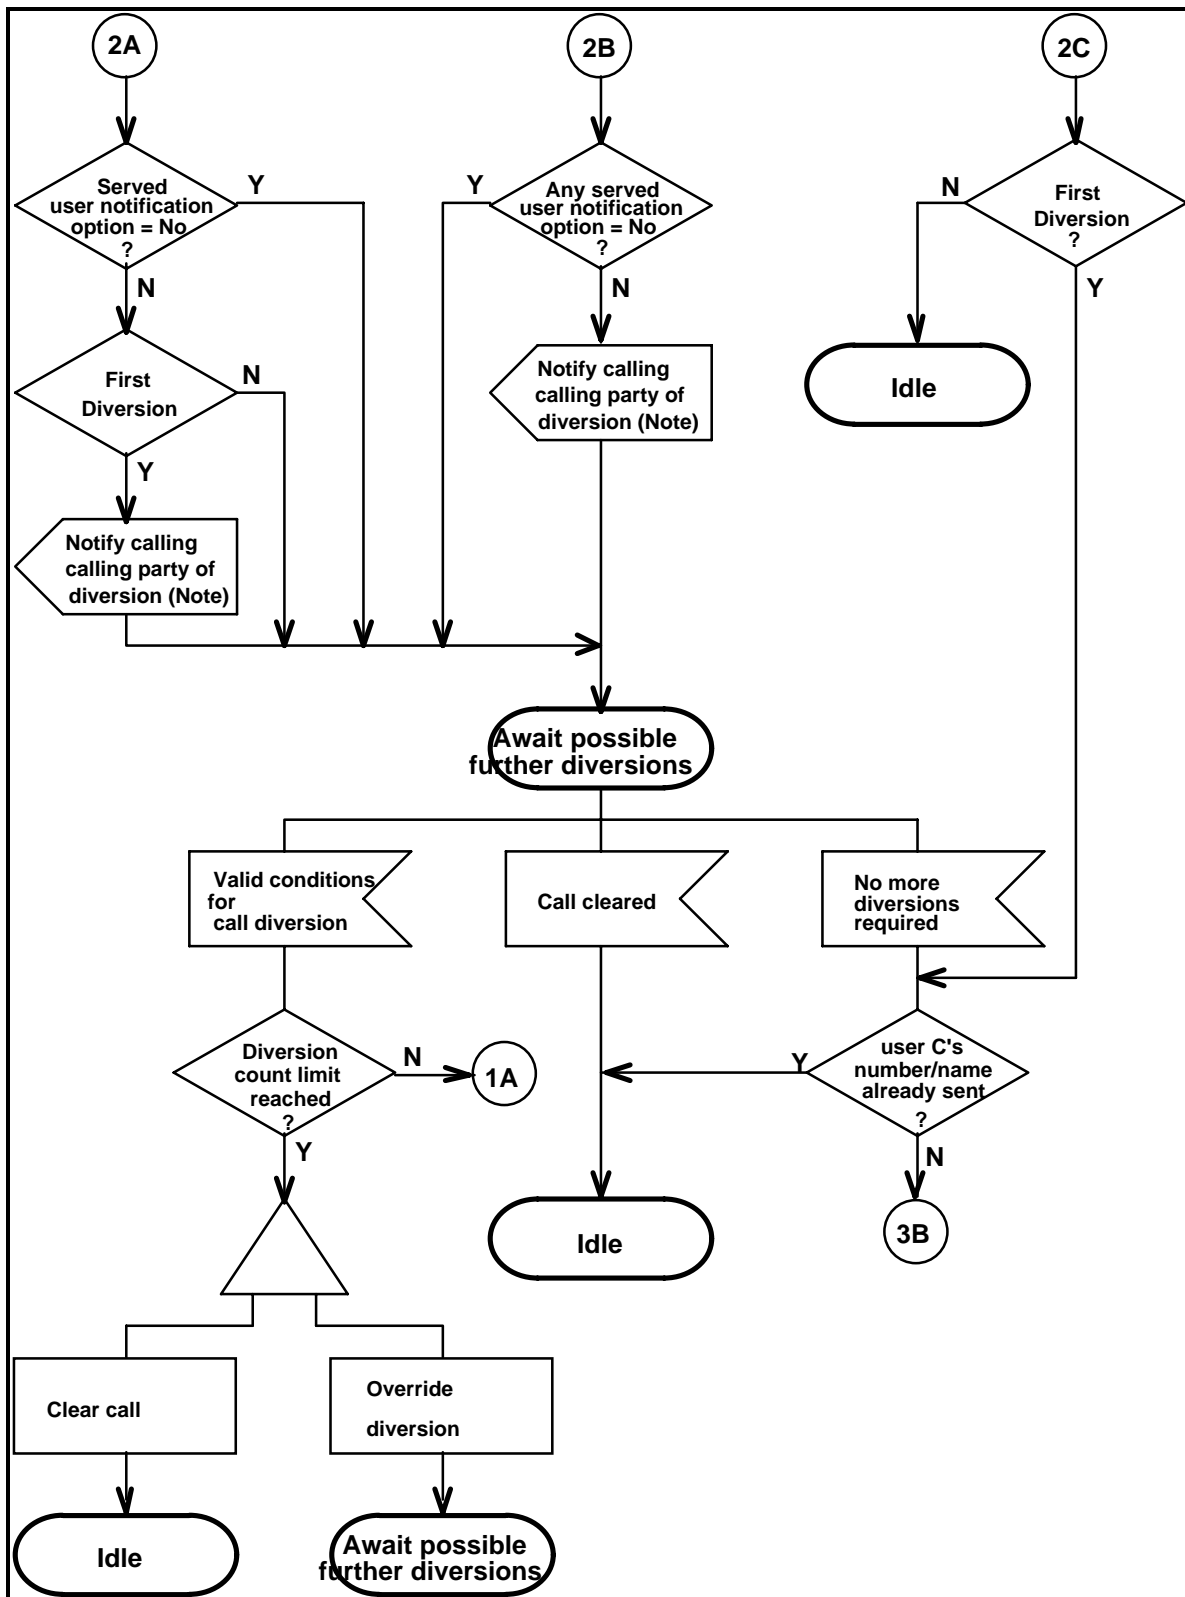 2A
2B
2C
Served
user notification
option = No
?
Y
N
Y
Any served
user notification
option = No
?
N
N
First
Diversion
?
Y
First
Diversion
N
Y
Notify calling
calling party of
diversion (Note)
Notify calling
calling party of
diversion (Note)
Idle
Await possible
further diversions
Valid conditions
for
call diversion
Call cleared
No more
diversions
required
Diversion
count limit
reached
?
N
1A
Y
Y
user C's
number/name
already sent
?
N
3B
Idle
Clear call
Override
diversion
Idle
Await possible
further diversions